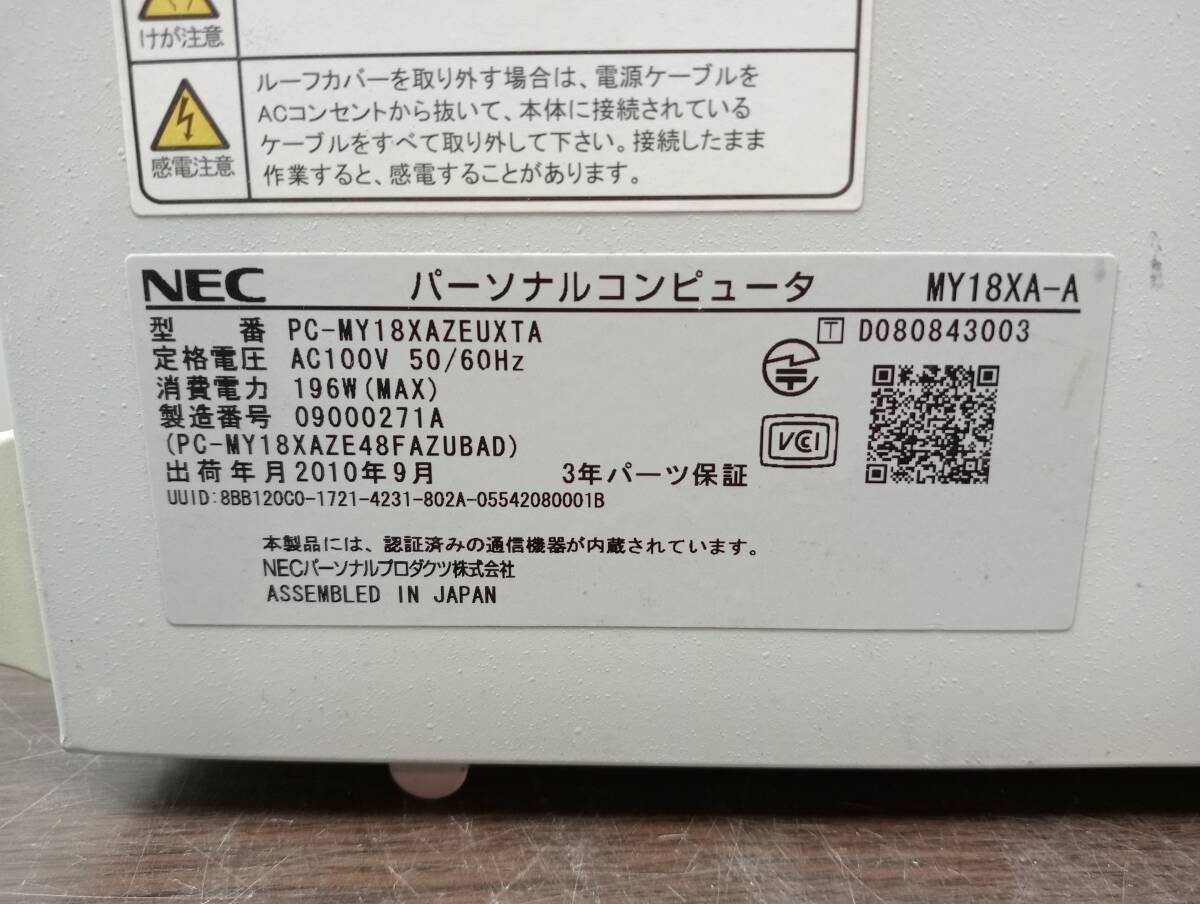 けが注意
感電注意
ルーフカバーを取り外す場合は、電源ケーブルを
ACコンセントから抜いて、本体に接続されている
ケーブルをすべて取り外して下さい。接続したまま
作業すると、感電することがあります。
NEC パーソナルコンピュータ MY18XA-A
型 番 PC-MY18XAZEUXTA
T D080843003
定格電圧 AC100V 50/60Hz
消費電力 196W(MAX)
製造番号 09000271A
(PC-MY18XAZE48FAZUBAD)
VCCI
出荷年月 2010年9月 3年パーツ保証
UUID:8BB120C0-1721-4231-802A-05542080001B
本製品には、認証済みの通信機器が内蔵されています。
NECパーソナルプロダクツ株式会社
ASSEMBLED IN JAPAN